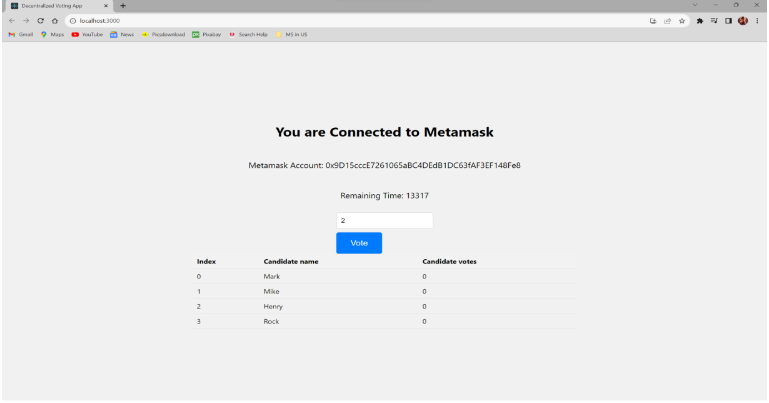 Decentralized Voting App
localhost:3000
Gmail Maps YouTube News Pixabay Search Help MS in US
You are Connected to Metamask
Metamask Account: 0x9D15cccE7261065aBC4DEdB1DC63fAF3EF148Fe8
Remaining Time: 13317
2
Vote
Index Candidate name Candidate votes
0 Mark 0
1 Mike 0
2 Henry 0
3 Rock 0